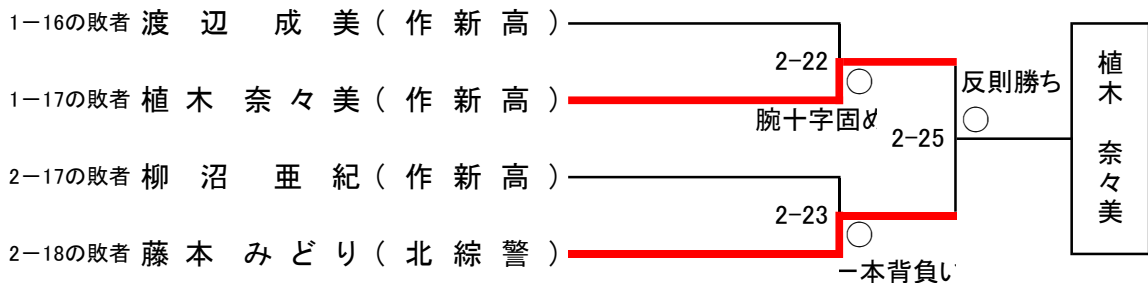 1－16の敗者 渡辺 成美(作新高)
2-22
1－17の敗者 植木 奈々美(作新高)
○
腕十字固め
反則勝ち
○
2-25
植木 奈々美
2－17の敗者 柳沼 亜紀(作新高)
2-23
2－18の敗者 藤本 みどり(北綜警)
○
一本背負い